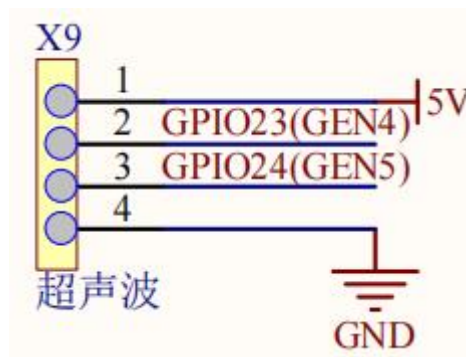 X9
1
5V
2 GPIO23(GEN4)
3 GPIO24(GEN5)
4
超声波
GND